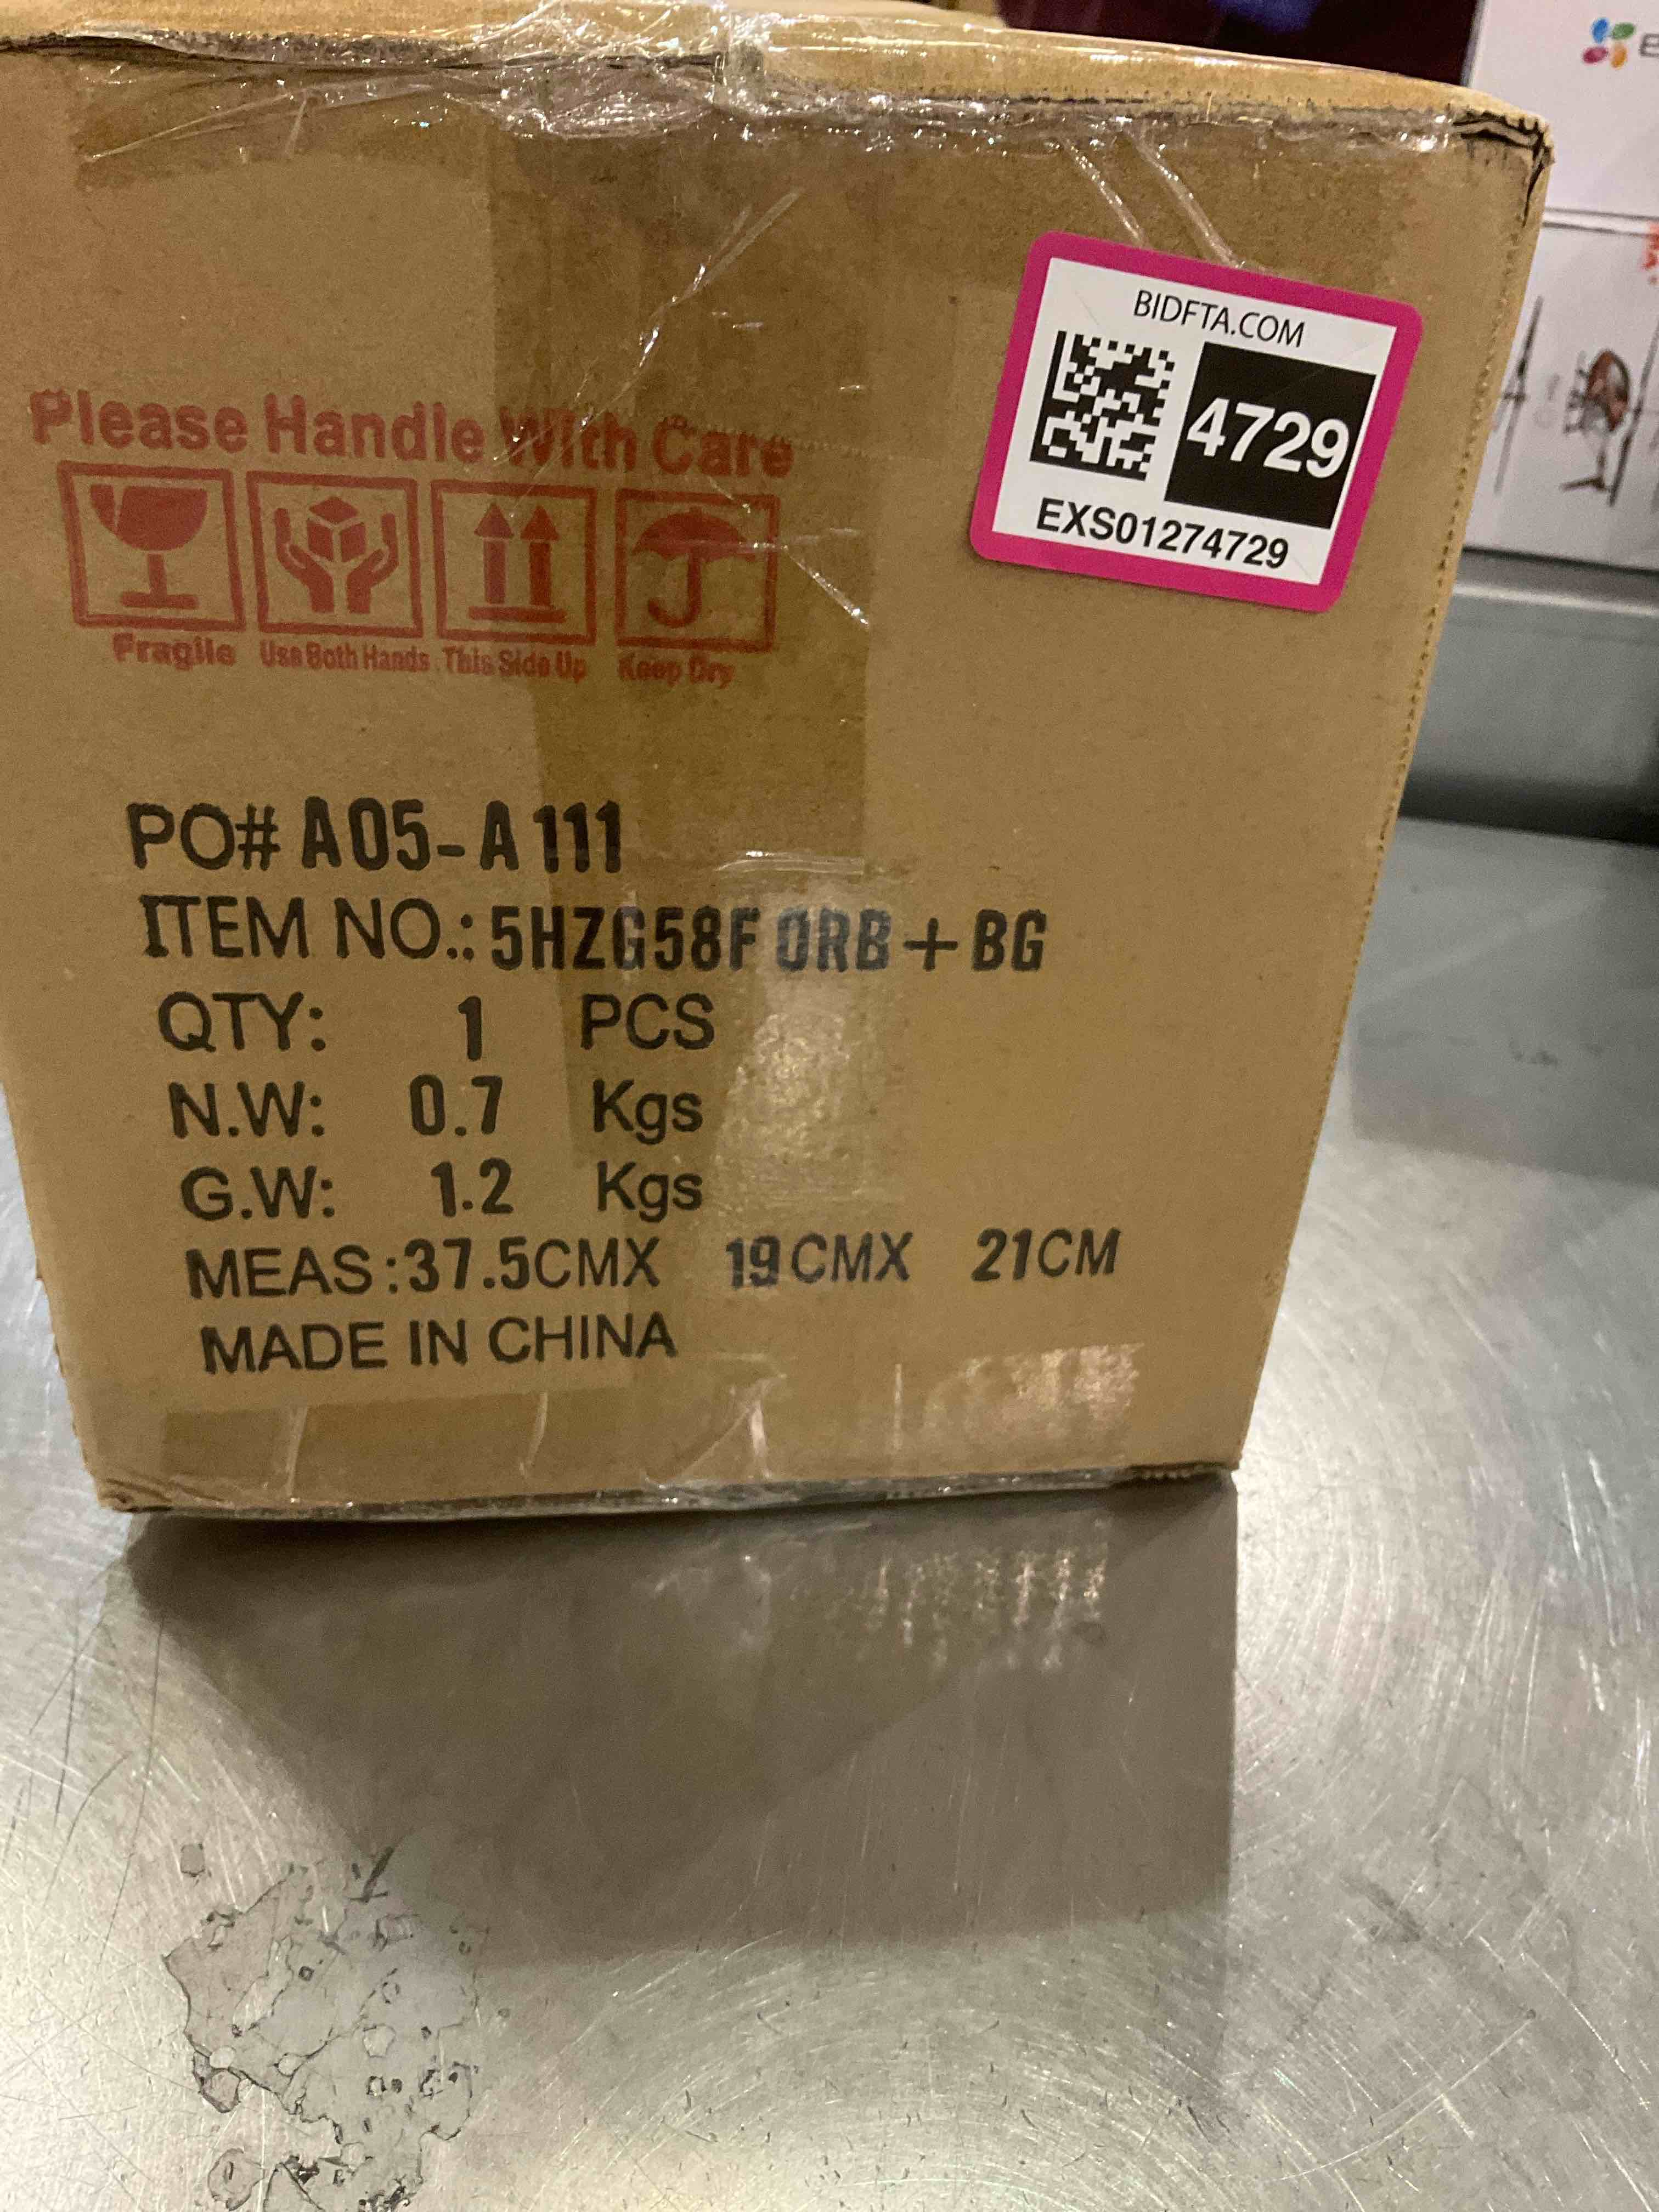 BIDFTA.COM
4729
EXS01274729
Please Handle With Care
Fragile Use Both Hands This Side Up Keep Dry
PO# A05-A111
ITEM NO.: 5HZG58F ORB+BG
QTY: 1 PCS
N.W: 0.7 Kgs
G.W: 1.2 Kgs
MEAS: 37.5CMX 19CMX 21CM
MADE IN CHINA